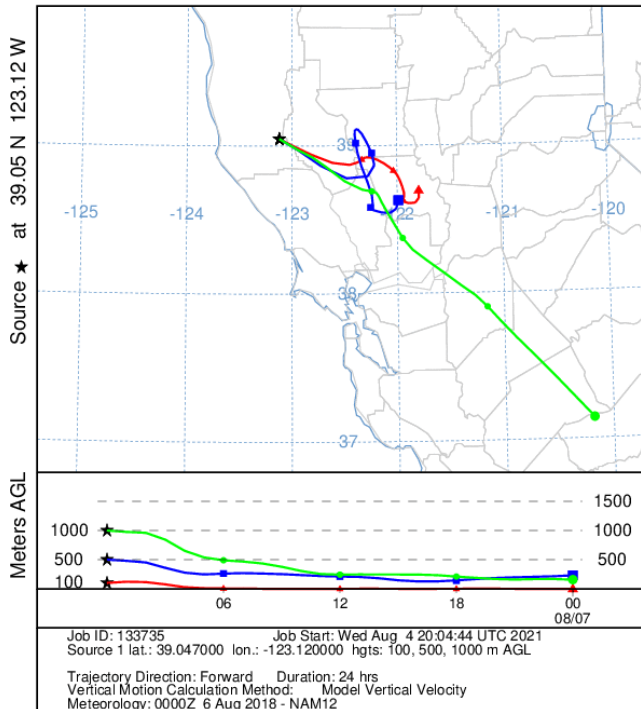 Source ★ at 39.05 N 123.12 W
39
-125
-124
-123
-122
-121
-120
38
37
Meters AGL
1500
1000
1000
500
500
100
06
12
18
00
08/07
Job ID: 133735 Job Start: Wed Aug 4 20:04:44 UTC 2021
Source 1 lat.: 39.047000 lon.: -123.120000 hgts: 100, 500, 1000 m AGL
Trajectory Direction: Forward Duration: 24 hrs
Vertical Motion Calculation Method: Model Vertical Velocity
Meteorology: 0000Z 6 Aug 2018 - NAM12